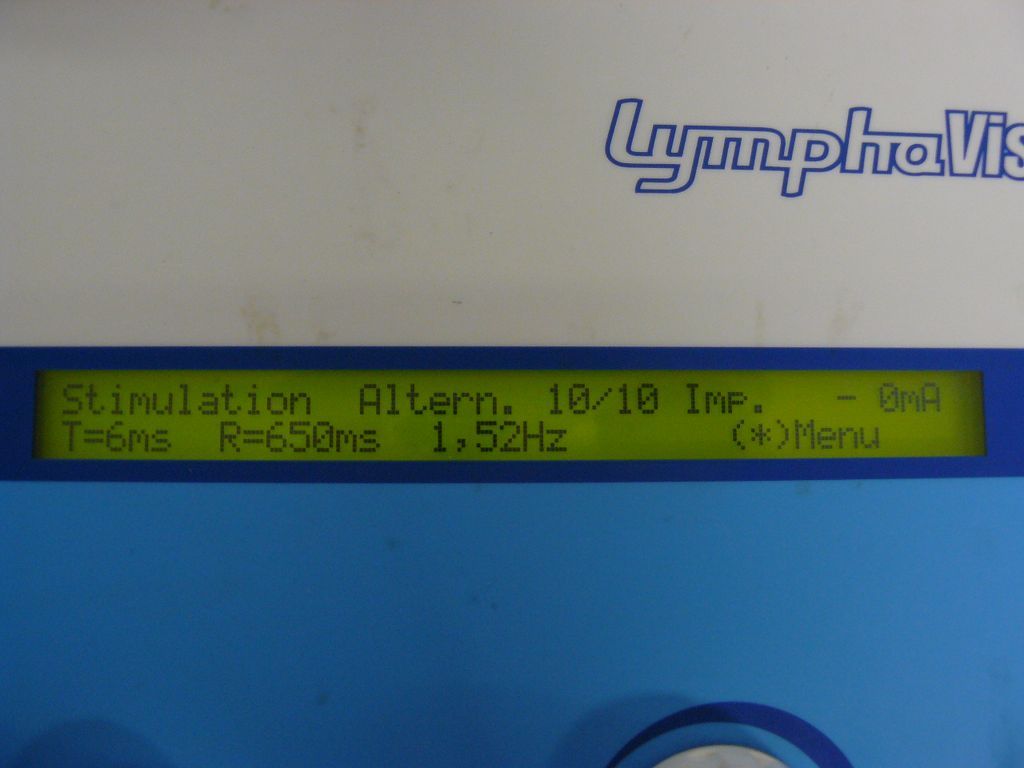 LymphaVis
Stimulation Altern. 10/10 Imp. - 0mA
T=6ms R=650ms 1,52Hz (*)Menu